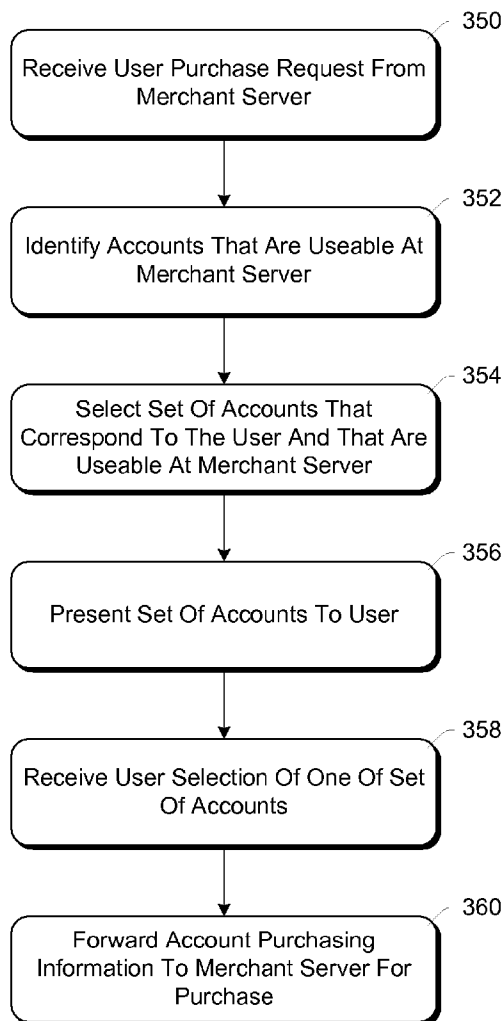 350
Receive User Purchase Request From
Merchant Server
352
Identify Accounts That Are Useable At
Merchant Server
354
Select Set Of Accounts That
Correspond To The User And That Are
Useable At Merchant Server
356
Present Set Of Accounts To User
358
Receive User Selection Of One Of Set
Of Accounts
360
Forward Account Purchasing
Information To Merchant Server For
Purchase